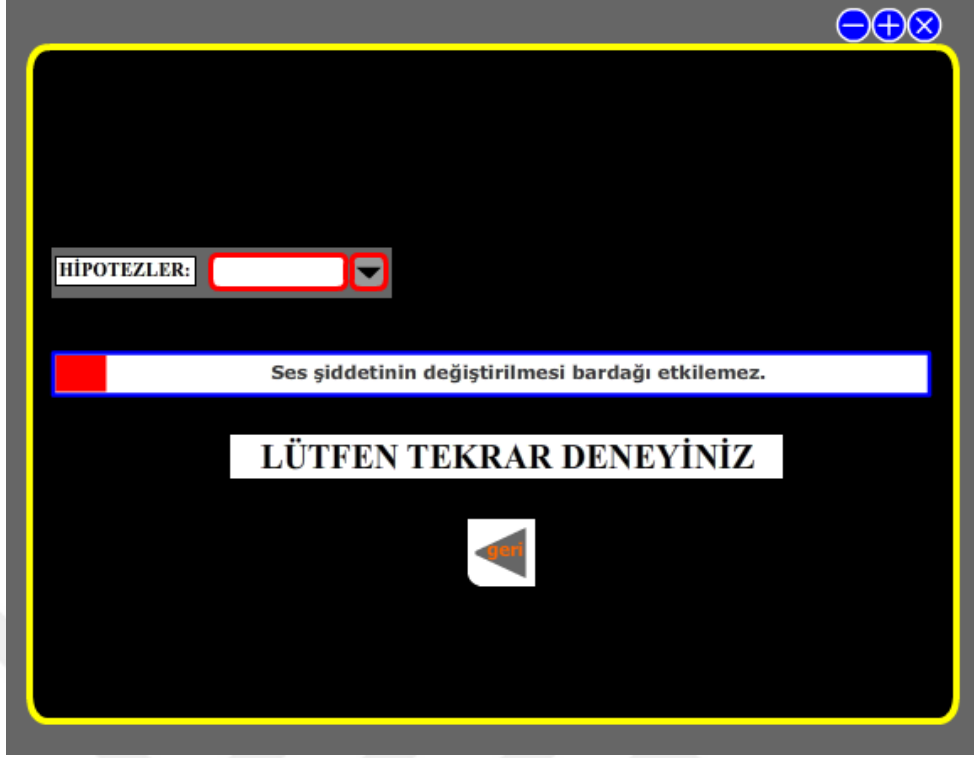 HİPOTEZLER:
Ses şiddetinin değiştirilmesi bardağı etkilemez.
LÜTFEN TEKRAR DENEYİNİZ
geri